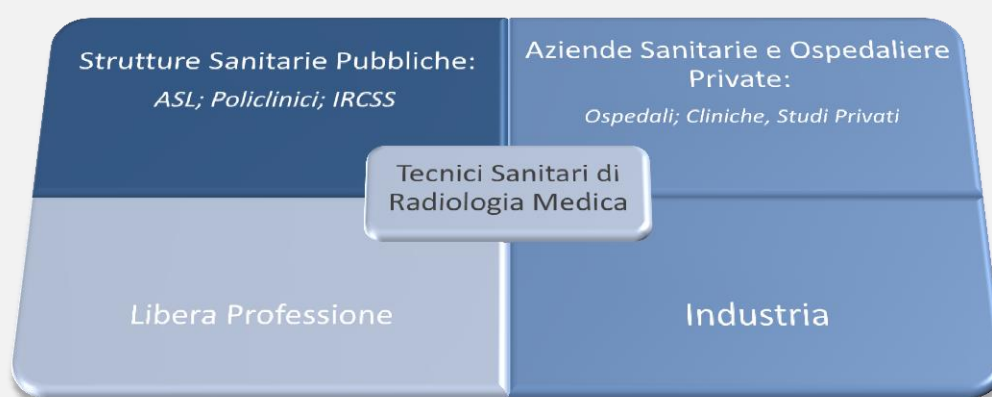 Strutture Sanitarie Pubbliche:
ASL; Policlinici; IRCSS
Aziende Sanitarie e Ospedaliere
Private:
Ospedali; Cliniche, Studi Privati
Tecnici Sanitari di
Radiologia Medica
Libera Professione
Industria